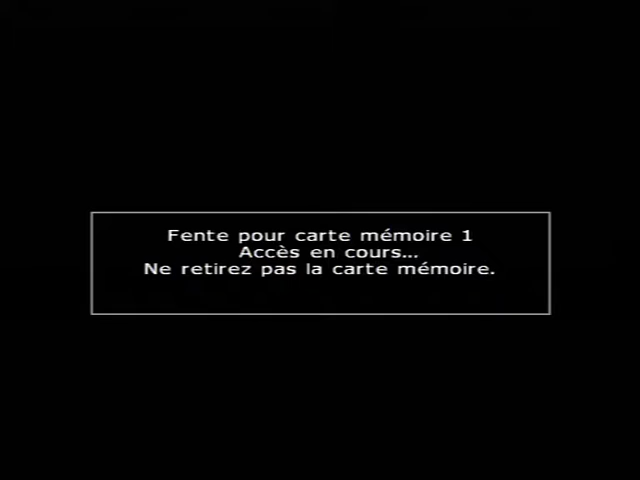 Fente pour carte mémoire 1
Accès en cours...
Ne retirez pas la carte mémoire.